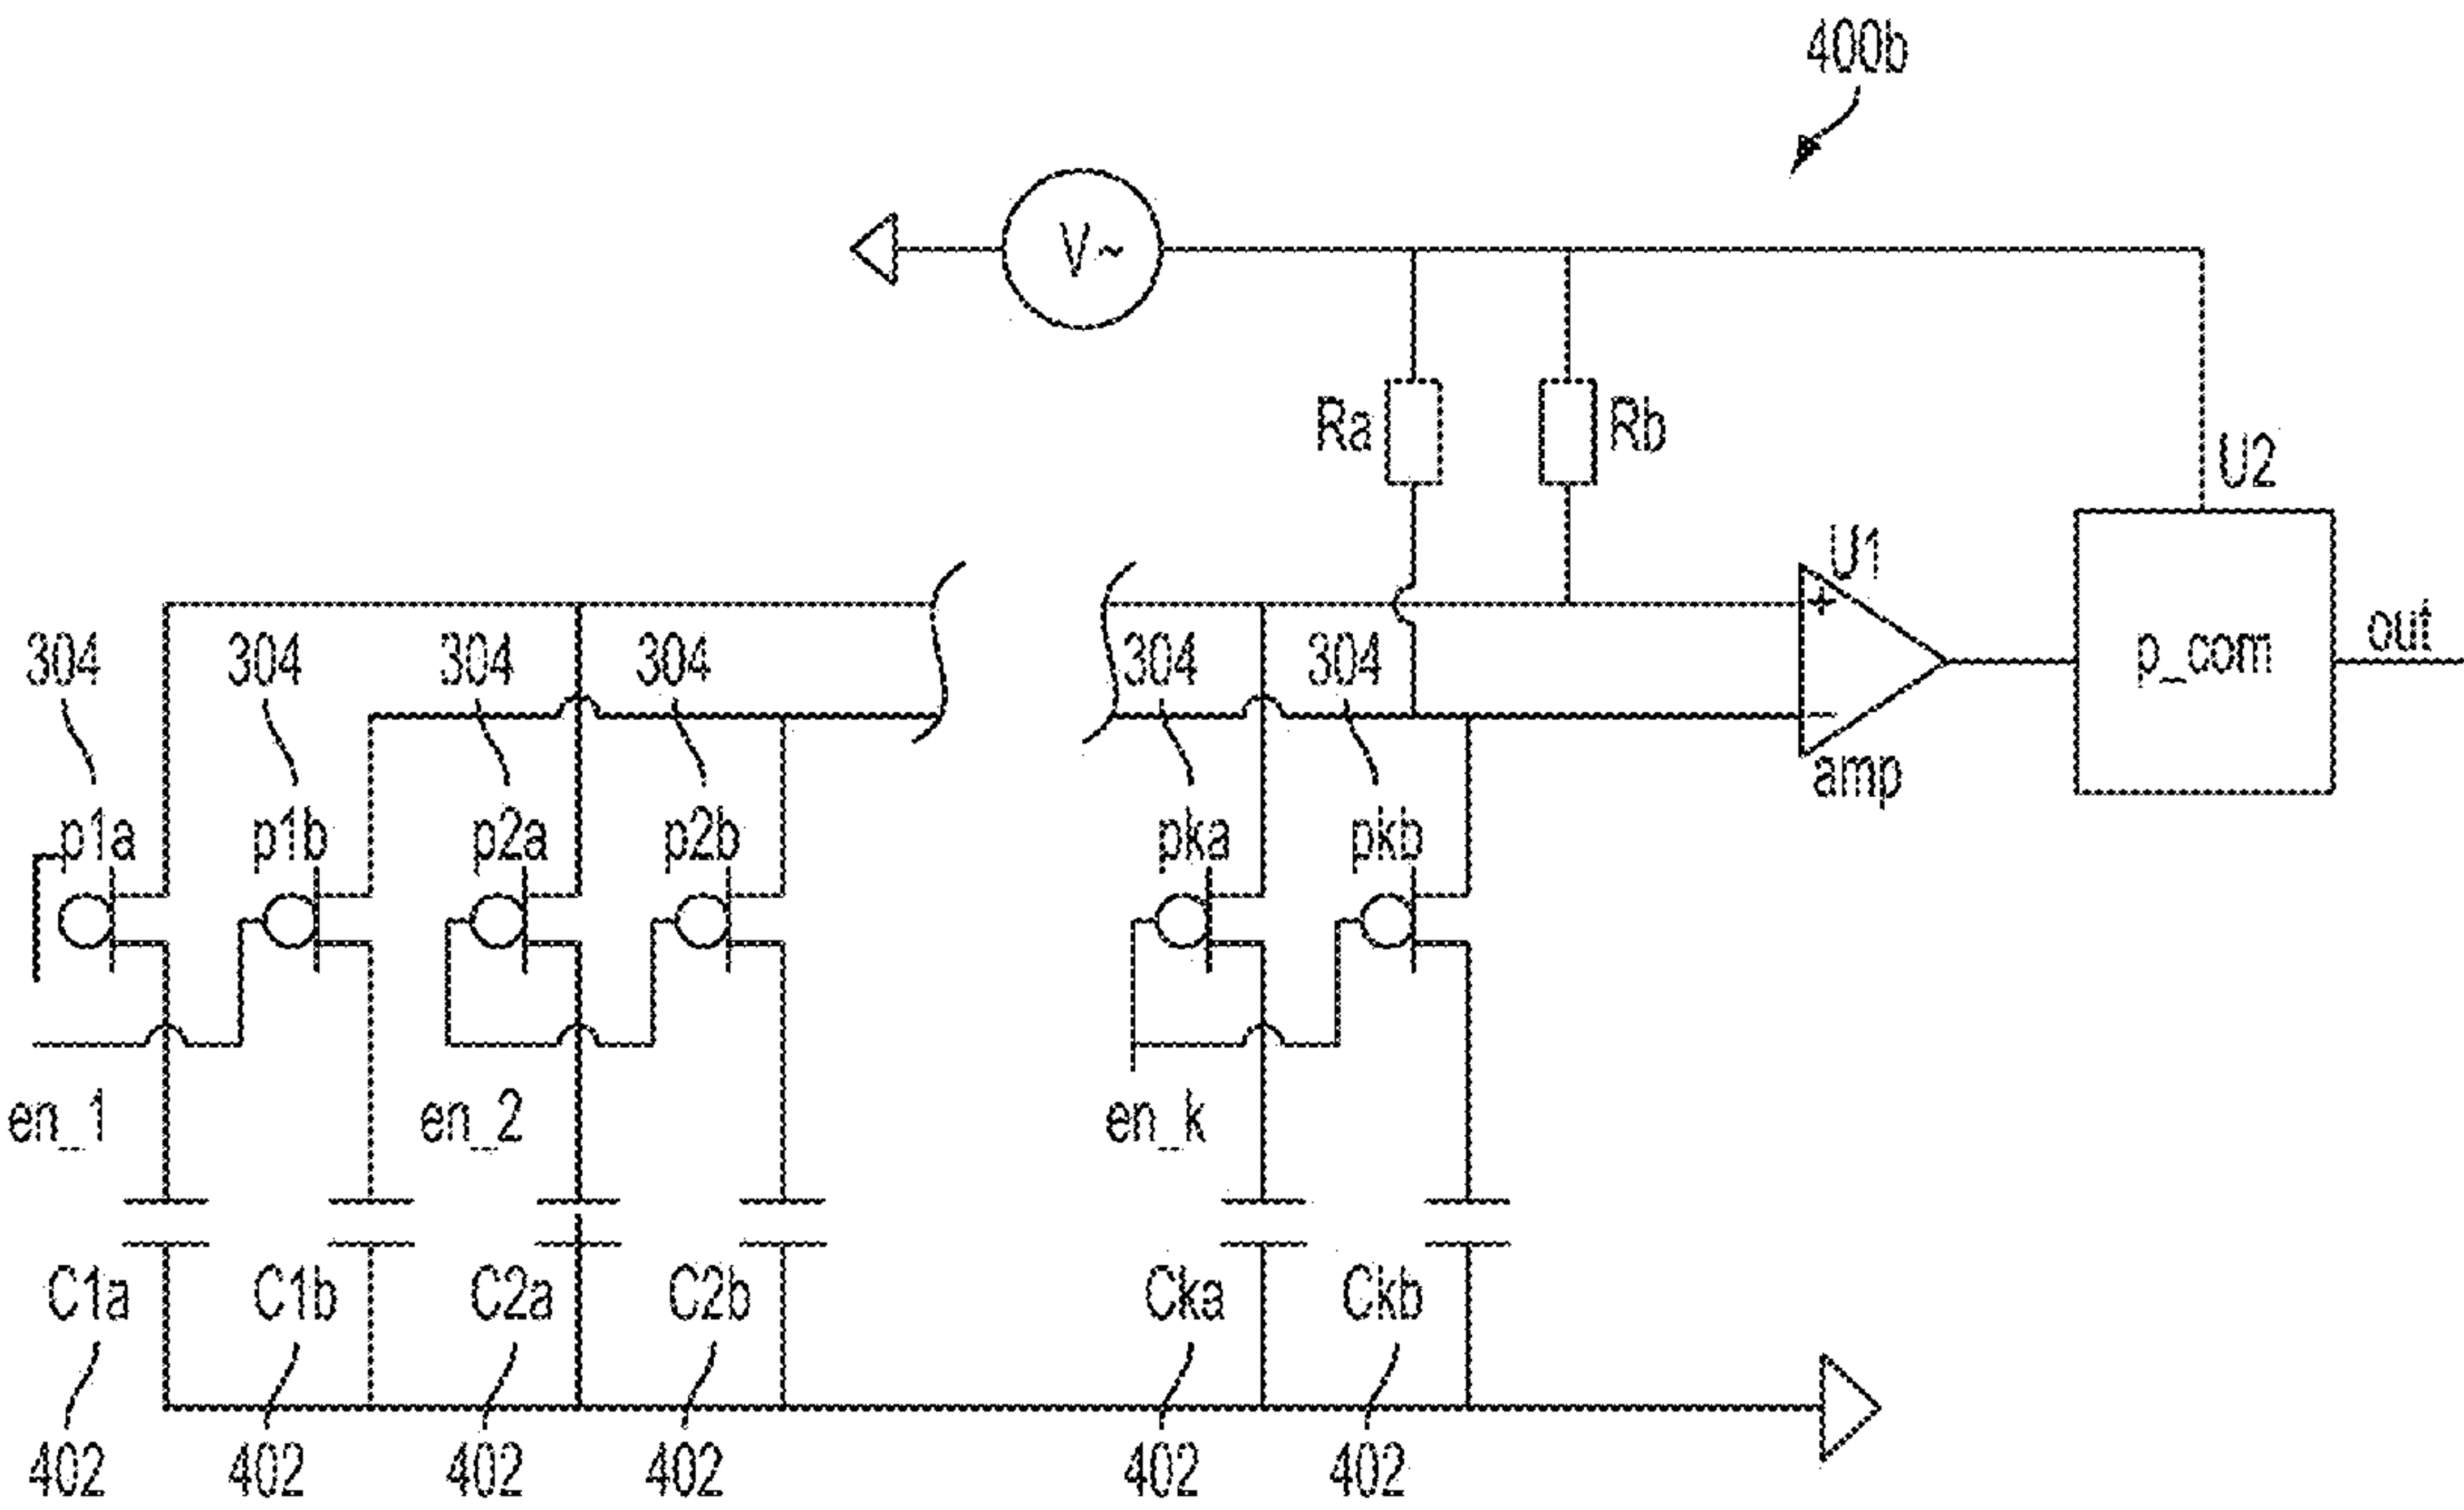 400b
V~
Ra
Rb
U2
U1
+
p_com
out
304
304
304
304
304
304
−
amp
p1a
p1b
p2a
p2b
pka
pkb
en_1
en_2
en_k
C1a
C1b
C2a
C2b
Cka
Ckb
402
402
402
402
402
402